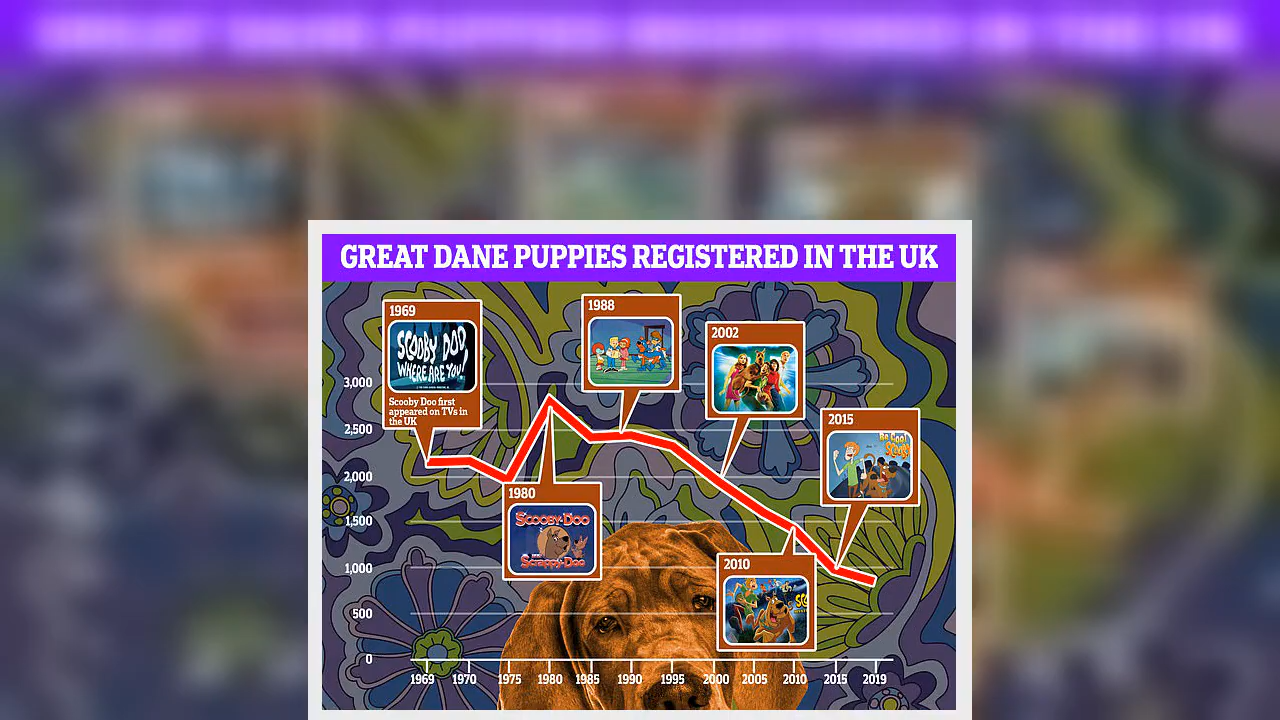 GREAT DANE PUPPIES REGISTERED IN THE UK
1969
SCOOBY DOO
WHERE ARE YOU!
Scooby Doo first
appeared on TVs in
the UK
1988
2002
2015
Be Cool
Scooby
1980
SCOOBY-DOO
Scrappy-Doo
2010
3,000
2,500
2,000
1,500
1,000
500
0
1969 1970 1975 1980 1985 1990 1995 2000 2005 2010 2015 2019